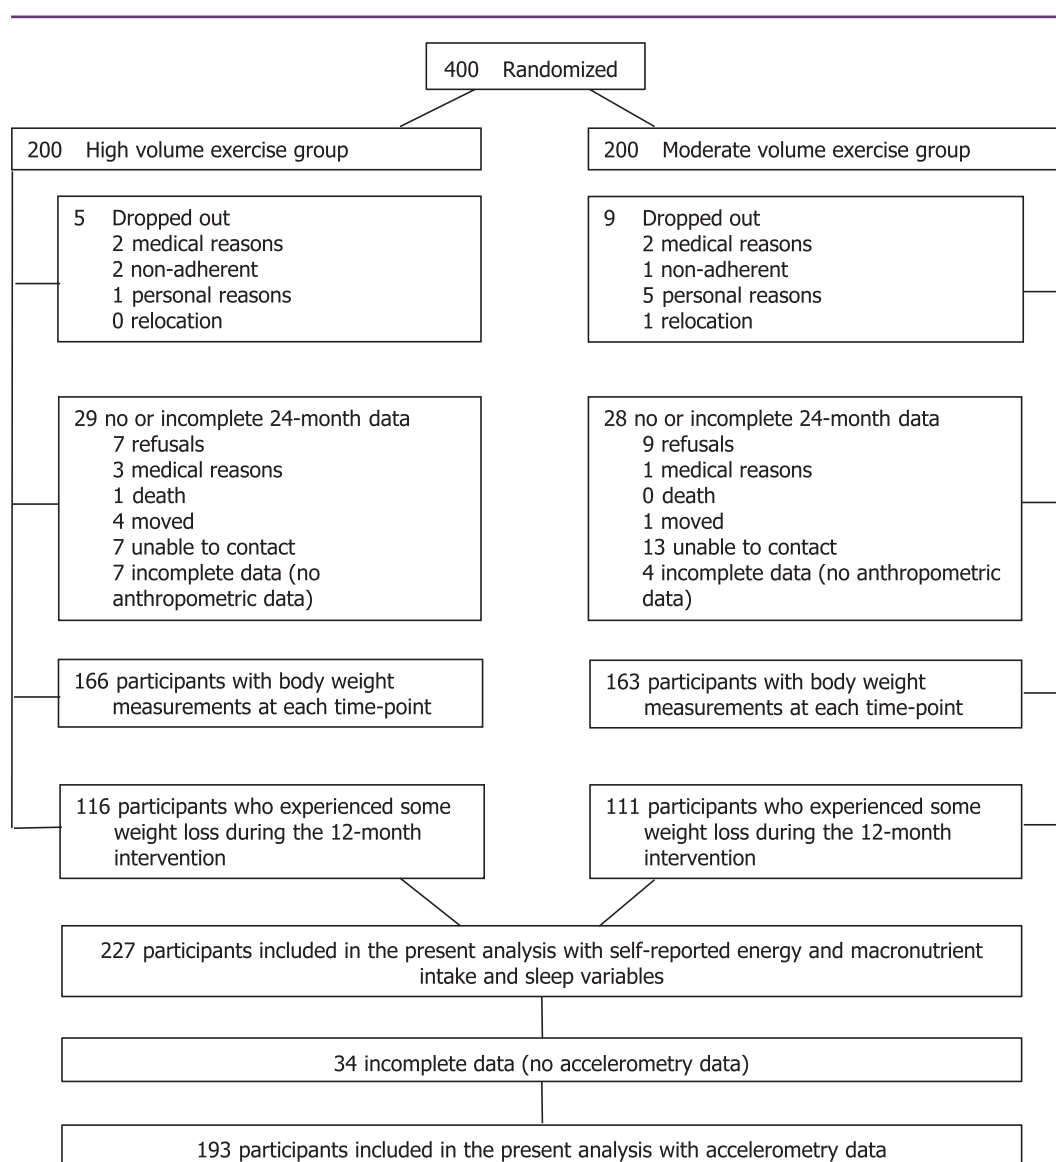 400 Randomized
200 High volume exercise group
5 Dropped out
2 medical reasons
2 non-adherent
1 personal reasons
0 relocation
29 no or incomplete 24-month data
7 refusals
3 medical reasons
1 death
4 moved
7 unable to contact
7 incomplete data (no
anthropometric data)
166 participants with body weight
measurements at each time-point
116 participants who experienced some
weight loss during the 12-month
intervention
200 Moderate volume exercise group
9 Dropped out
2 medical reasons
1 non-adherent
5 personal reasons
1 relocation
28 no or incomplete 24-month data
9 refusals
1 medical reasons
0 death
1 moved
13 unable to contact
4 incomplete data (no anthropometric
data)
163 participants with body weight
measurements at each time-point
111 participants who experienced some
weight loss during the 12-month
intervention
227 participants included in the present analysis with self-reported energy and macronutrient
intake and sleep variables
34 incomplete data (no accelerometry data)
193 participants included in the present analysis with accelerometry data